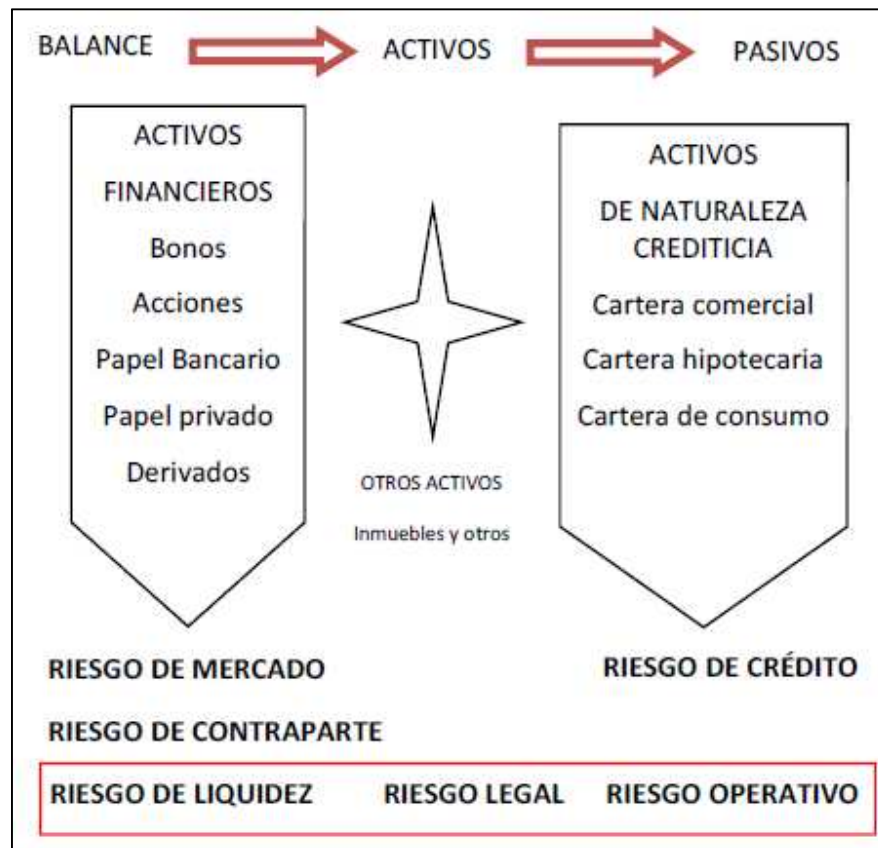 BALANCE
ACTIVOS
PASIVOS
ACTIVOS
FINANCIEROS
Bonos
Acciones
Papel Bancario
Papel privado
Derivados
OTROS ACTIVOS
Inmuebles y otros
ACTIVOS
DE NATURALEZA
CREDITICIA
Cartera comercial
Cartera hipotecaria
Cartera de consumo
RIESGO DE MERCADO
RIESGO DE CRÉDITO
RIESGO DE CONTRAPARTE
RIESGO DE LIQUIDEZ
RIESGO LEGAL
RIESGO OPERATIVO